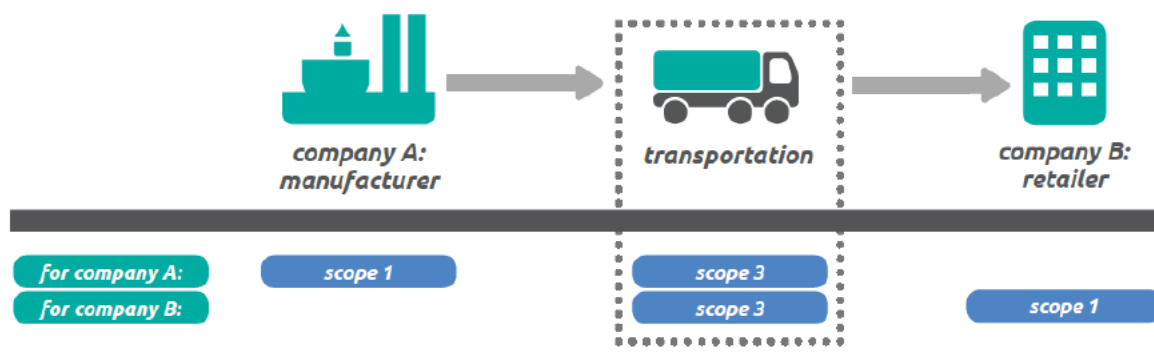 company A:
manufacturer
transportation
company B:
retailer
for company A:
scope 1
scope 3
for company B:
scope 3
scope 1